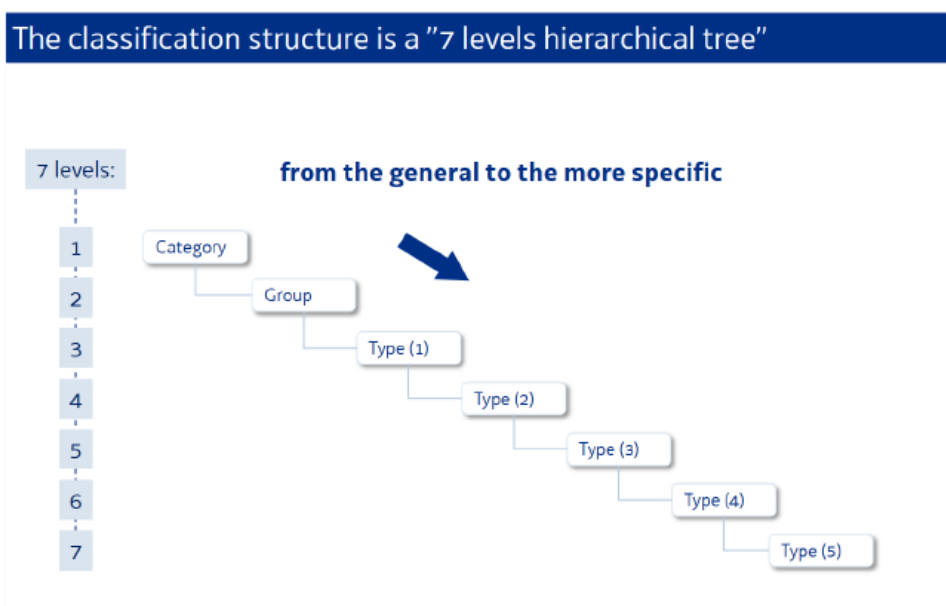 The classification structure is a "7 levels hierarchical tree"
7 levels:
from the general to the more specific
1
Category
2
Group
3
Type (1)
4
Type (2)
5
Type (3)
6
Type (4)
7
Type (5)